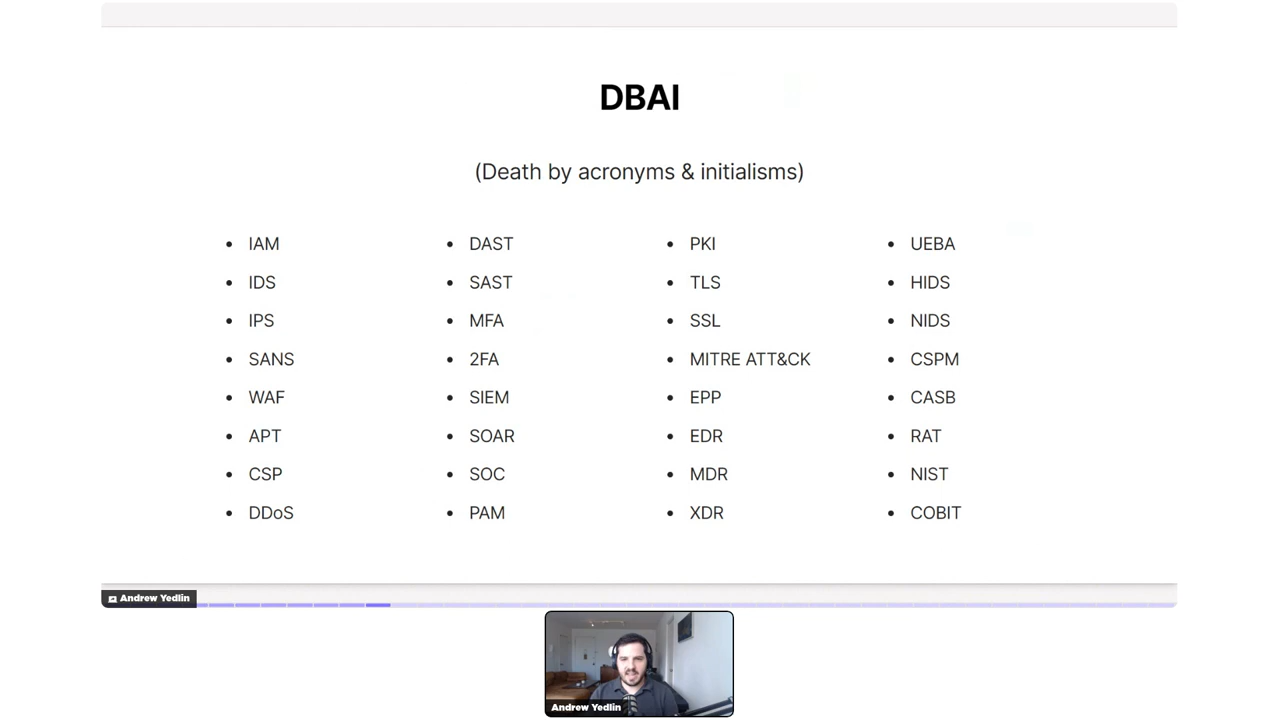 DBAI
(Death by acronyms & initialisms)
• IAM
• IDS
• IPS
• SANS
• WAF
• APT
• CSP
• DDoS
• DAST
• SAST
• MFA
• 2FA
• SIEM
• SOAR
• SOC
• PAM
• PKI
• TLS
• SSL
• MITRE ATT&CK
• EPP
• EDR
• MDR
• XDR
• UEBA
• HIDS
• NIDS
• CSPM
• CASB
• RAT
• NIST
• COBIT
Andrew Yedlin
Andrew Yedlin